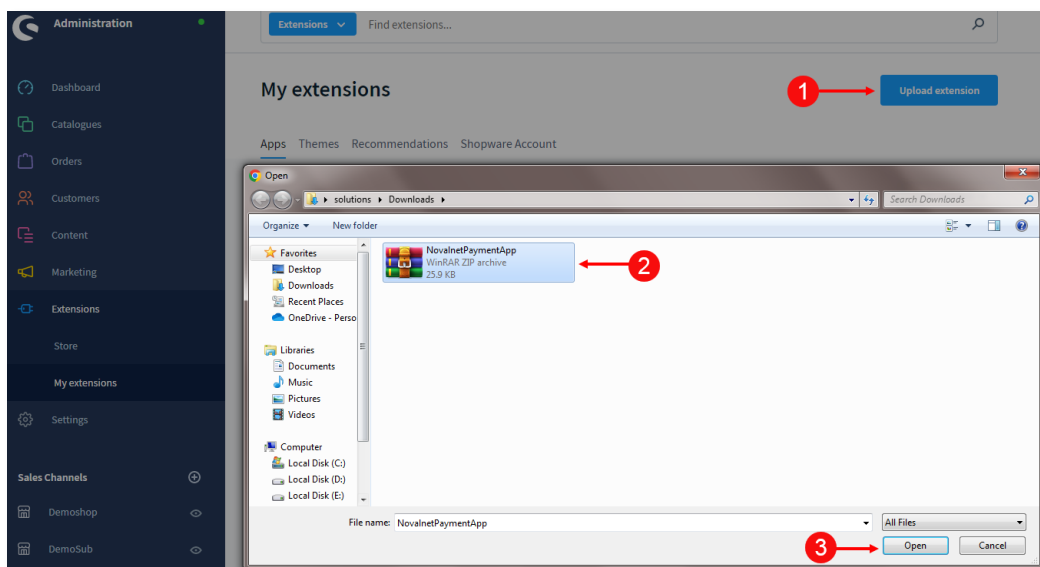 Administration
Extensions
Find extensions...
Dashboard
My extensions
1
Upload extension
Catalogues
Apps Themes Recommendations Shopware Account
Orders
Customers
Content
Marketing
Extensions
Store
My extensions
Settings
Sales Channels
Demoshop
DemoSub
Open
x
solutions
Downloads
Search Downloads
Organize
New folder
Favorites
Desktop
Downloads
Recent Places
OneDrive - Perso
Libraries
Documents
Music
Pictures
Videos
Computer
Local Disk (C:)
Local Disk (D:)
Local Disk (E:)
NovalnetPaymentApp
WinRAR ZIP archive
25.9 KB
2
File name: NovalnetPaymentApp
All Files
3
Open
Cancel